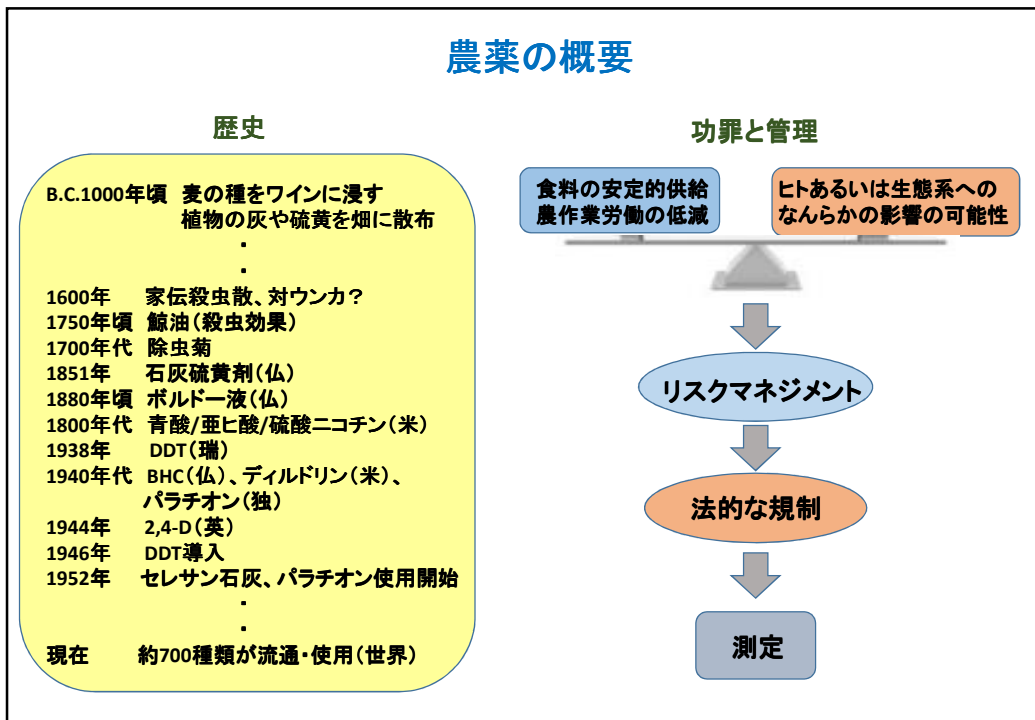 農薬の概要
歴史
B.C.1000年頃 麦の種をワインに浸す
植物の灰や硫黄を畑に散布
・
・
1600年 家伝殺虫散、対ウンカ？
1750年頃 鯨油（殺虫効果）
1700年代 除虫菊
1851年 石灰硫黄剤（仏）
1880年頃 ボルドー液（仏）
1800年代 青酸/亜ヒ酸/硫酸ニコチン（米）
1938年 DDT（瑞）
1940年代 BHC（仏）、ディルドリン（米）、
パラチオン（独）
1944年 2,4-D（英）
1946年 DDT導入
1952年 セレサン石灰、パラチオン使用開始
・
・
現在 約700種類が流通・使用（世界）
功罪と管理
食料の安定的供給
農作業労働の低減
ヒトあるいは生態系への
なんらかの影響の可能性
リスクマネジメント
法的な規制
測定